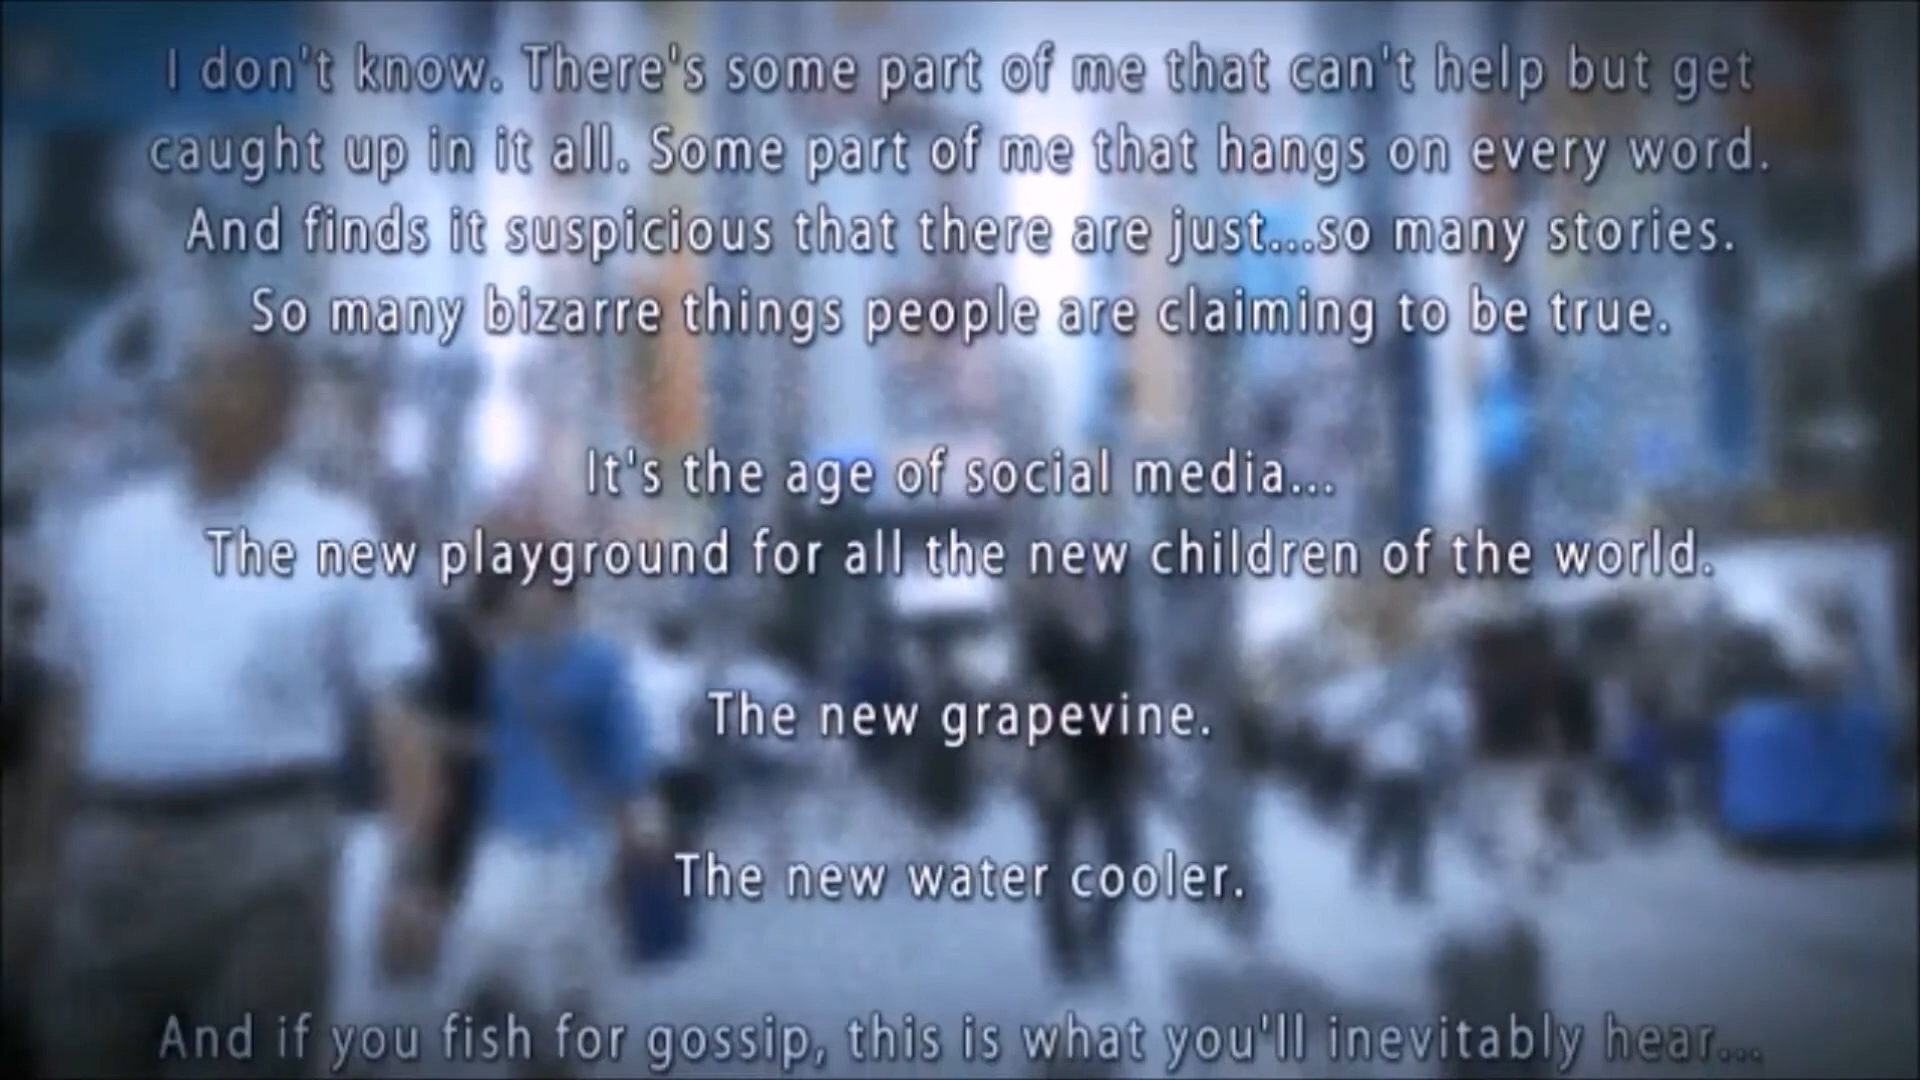 I don't know. There's some part of me that can't help but get
caught up in it all. Some part of me that hangs on every word.
And finds it suspicious that there are just...so many stories.
So many bizarre things people are claiming to be true.
It's the age of social media...
The new playground for all the new children of the world.
The new grapevine.
The new water cooler.
And if you fish for gossip, this is what you'll inevitably hear...